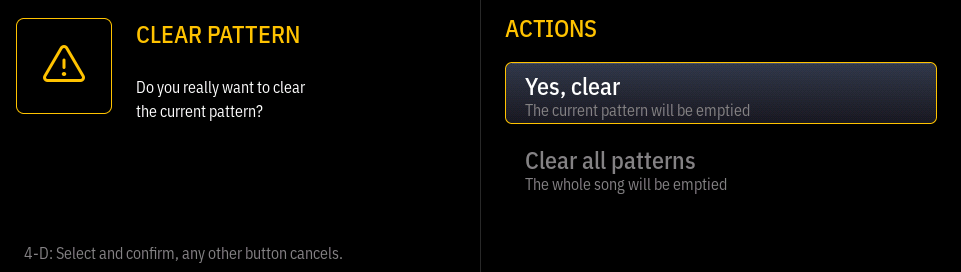 CLEAR PATTERN
Do you really want to clear
the current pattern?
4-D: Select and confirm, any other button cancels.
ACTIONS
Yes, clear
The current pattern will be emptied
Clear all patterns
The whole song will be emptied